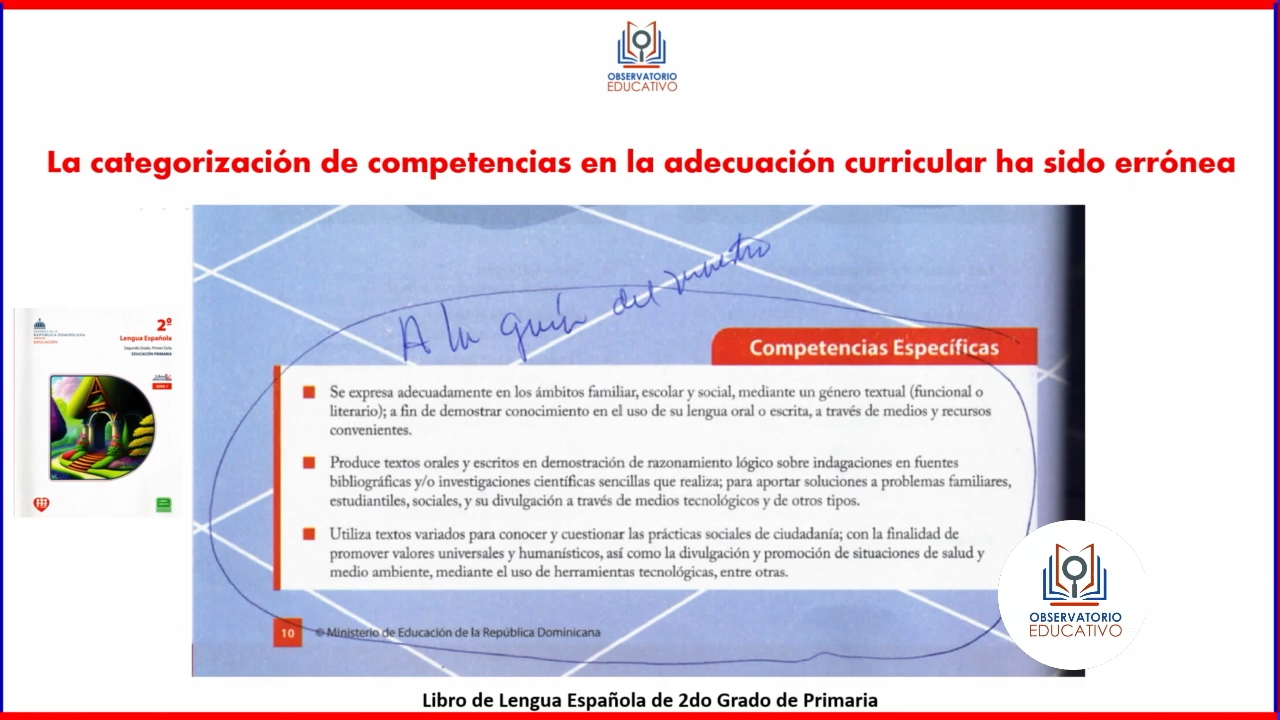 OBSERVATORIO
EDUCATIVO
La categorización de competencias en la adecuación curricular ha sido errónea
A la guía del maestro
2º
Lengua Española
Segundo Grado. Primer Ciclo
EDUCACIÓN PRIMARIA
REPÚBLICA DOMINICANA
EDUCACIÓN
Competencias Específicas
Se expresa adecuadamente en los ámbitos familiar, escolar y social, mediante un género textual (funcional o
literario); a fin de demostrar conocimiento en el uso de su lengua oral o escrita, a través de medios y recursos
convenientes.
Produce textos orales y escritos en demostración de razonamiento lógico sobre indagaciones en fuentes
bibliográficas y/o investigaciones científicas sencillas que realiza; para aportar soluciones a problemas familiares,
estudiantiles, sociales, y su divulgación a través de medios tecnológicos y de otros tipos.
Utiliza textos variados para conocer y cuestionar las prácticas sociales de ciudadanía; con la finalidad de
promover valores universales y humanísticos, así como la divulgación y promoción de situaciones de salud y
medio ambiente, mediante el uso de herramientas tecnológicas, entre otras.
10
© Ministerio de Educación de la República Dominicana
OBSERVATORIO
EDUCATIVO
Libro de Lengua Española de 2do Grado de Primaria